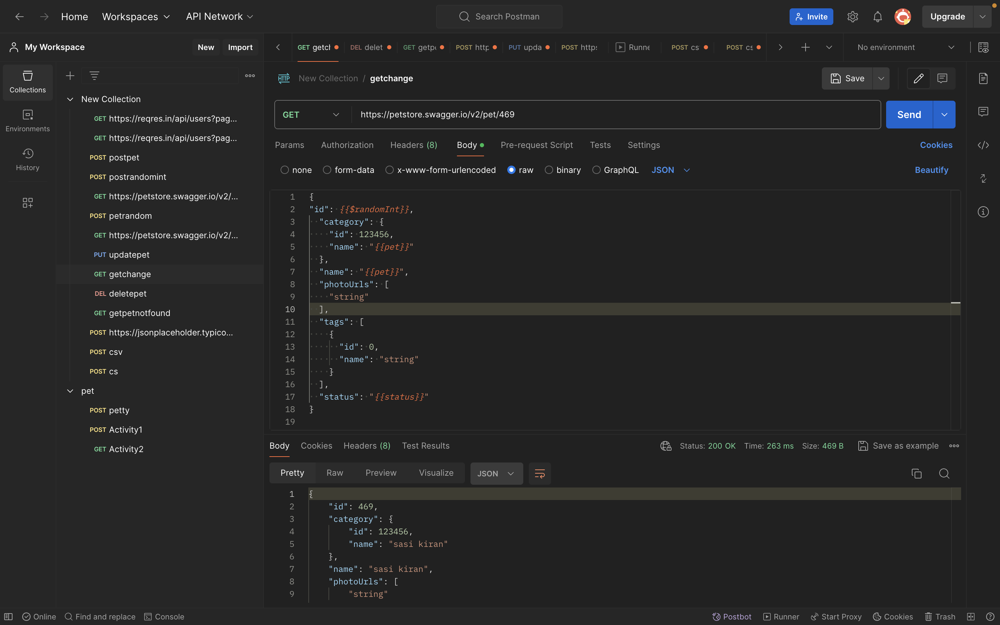 Home Workspaces API Network Search Postman Invite Upgrade
My Workspace New Import
GET getcl DEL delet GET getp POST http PUT upda POST https Runne POST cs POST cs No environment
Collections
Environments
History
New Collection
GET https://reqres.in/api/users?pag...
GET https://reqres.in/api/users?pag...
POST postpet
POST postrandomint
GET https://petstore.swagger.io/v2/...
POST petrandom
GET https://petstore.swagger.io/v2/...
PUT updatepet
GET getchange
DEL deletepet
GET getpetnotfound
POST https://jsonplaceholder.typico...
POST csv
POST cs
pet
POST petty
POST Activity1
GET Activity2
HTTP New Collection / getchange Save
GET https://petstore.swagger.io/v2/pet/469 Send
Params Authorization Headers (8) Body Pre-request Script Tests Settings Cookies
none form-data x-www-form-urlencoded raw binary GraphQL JSON Beautify
1 {
2 "id": {{$randomInt}},
3 "category": {
4 "id": 123456,
5 "name": "{{pet}}"
6 },
7 "name": "{{pet}}",
8 "photoUrls": [
9 "string"
10 ],
11 "tags": [
12 {
13 "id": 0,
14 "name": "string"
15 }
16 ],
17 "status": "{{status}}"
18 }
19
Body Cookies Headers (8) Test Results Status: 200 OK Time: 263 ms Size: 469 B Save as example
Pretty Raw Preview Visualize JSON
1 {
2 "id": 469,
3 "category": {
4 "id": 123456,
5 "name": "sasi kiran"
6 },
7 "name": "sasi kiran",
8 "photoUrls": [
9 "string"
Online Find and replace Console Postbot Runner Start Proxy Cookies Trash